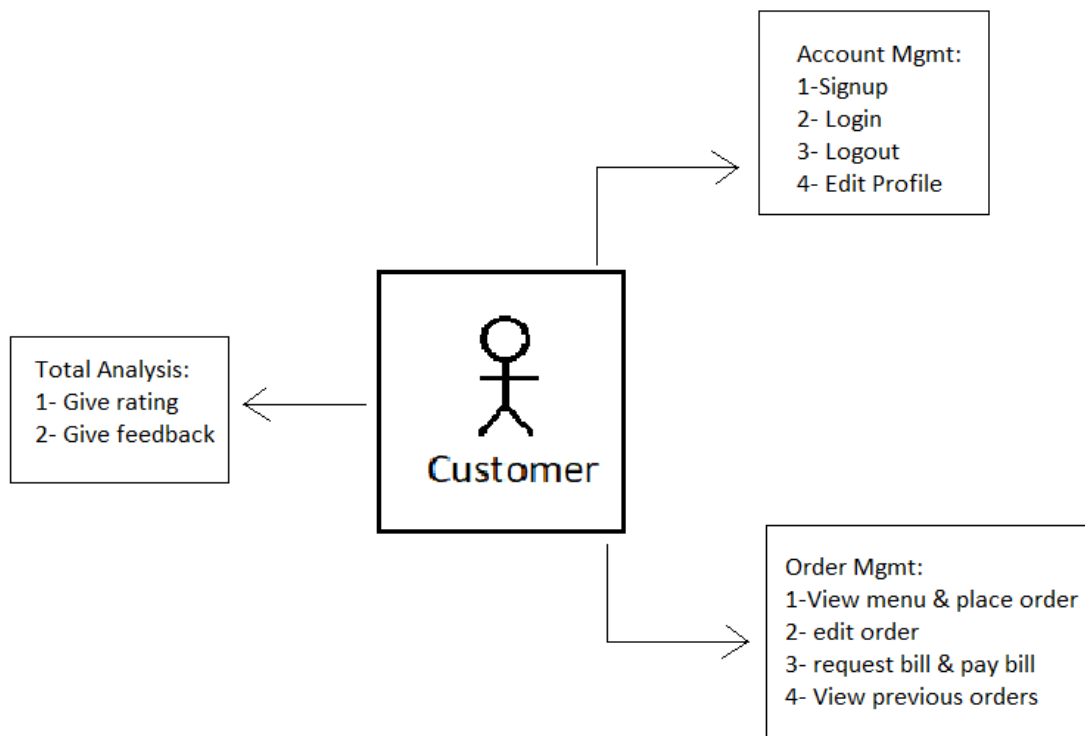 Account Mgmt:
1-Signup
2- Login
3- Logout
4- Edit Profile
Total Analysis:
1- Give rating
2- Give feedback
Customer
Order Mgmt:
1-View menu & place order
2- edit order
3- request bill & pay bill
4- View previous orders